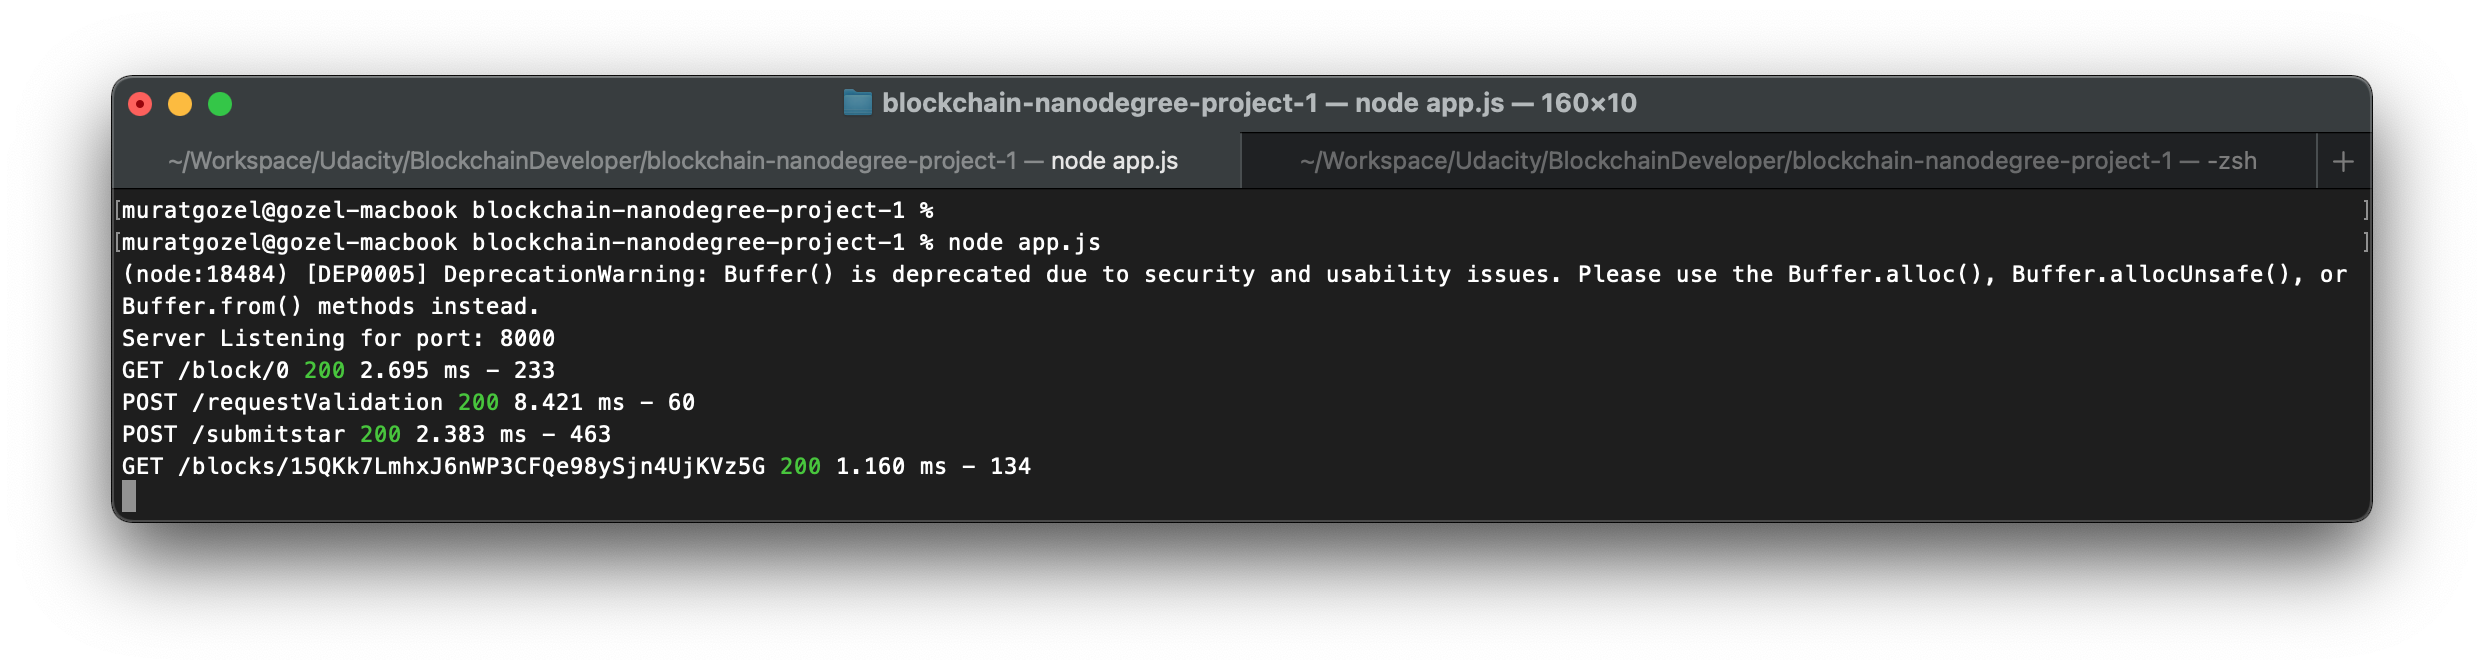 blockchain-nanodegree-project-1 — node app.js — 160×10
~/Workspace/Udacity/BlockchainDeveloper/blockchain-nanodegree-project-1 — node app.js
~/Workspace/Udacity/BlockchainDeveloper/blockchain-nanodegree-project-1 — -zsh
+
[muratgozel@gozel-macbook blockchain-nanodegree-project-1 % ]
[muratgozel@gozel-macbook blockchain-nanodegree-project-1 % node app.js ]
(node:18484) [DEP0005] DeprecationWarning: Buffer() is deprecated due to security and usability issues. Please use the Buffer.alloc(), Buffer.allocUnsafe(), or
Buffer.from() methods instead.
Server Listening for port: 8000
GET /block/0 200 2.695 ms - 233
POST /requestValidation 200 8.421 ms - 60
POST /submitstar 200 2.383 ms - 463
GET /blocks/15QKk7LmhxJ6nWP3CFQe98ySjn4UjKVz5G 200 1.160 ms - 134